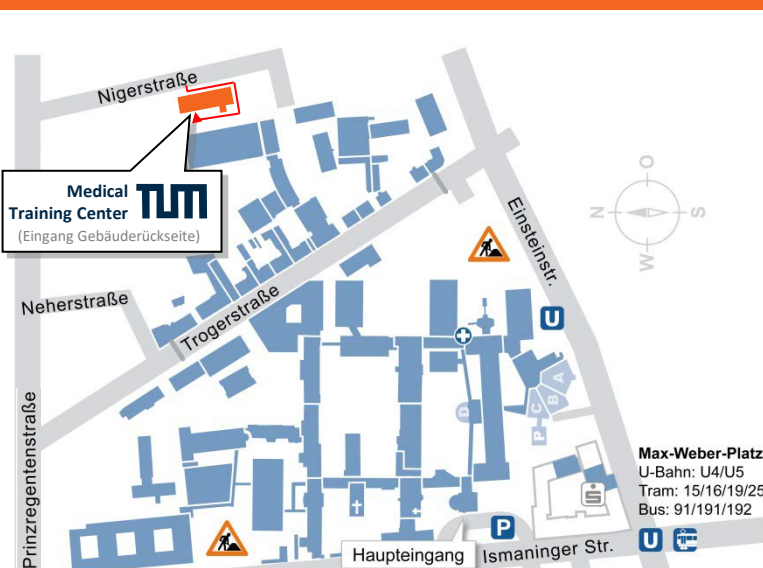 Nigerstraße
Medical
Training Center TUM
(Eingang Gebäuderückseite)
O
N
S
W
Einsteinstr.
Neherstraße
Trogerstraße
U
A
B
C
D
P
Prinzregentenstraße
Max-Weber-Platz
U-Bahn: U4/U5
Tram: 15/16/19/25
Bus: 91/191/192
U
P
Haupteingang
Ismaninger Str.